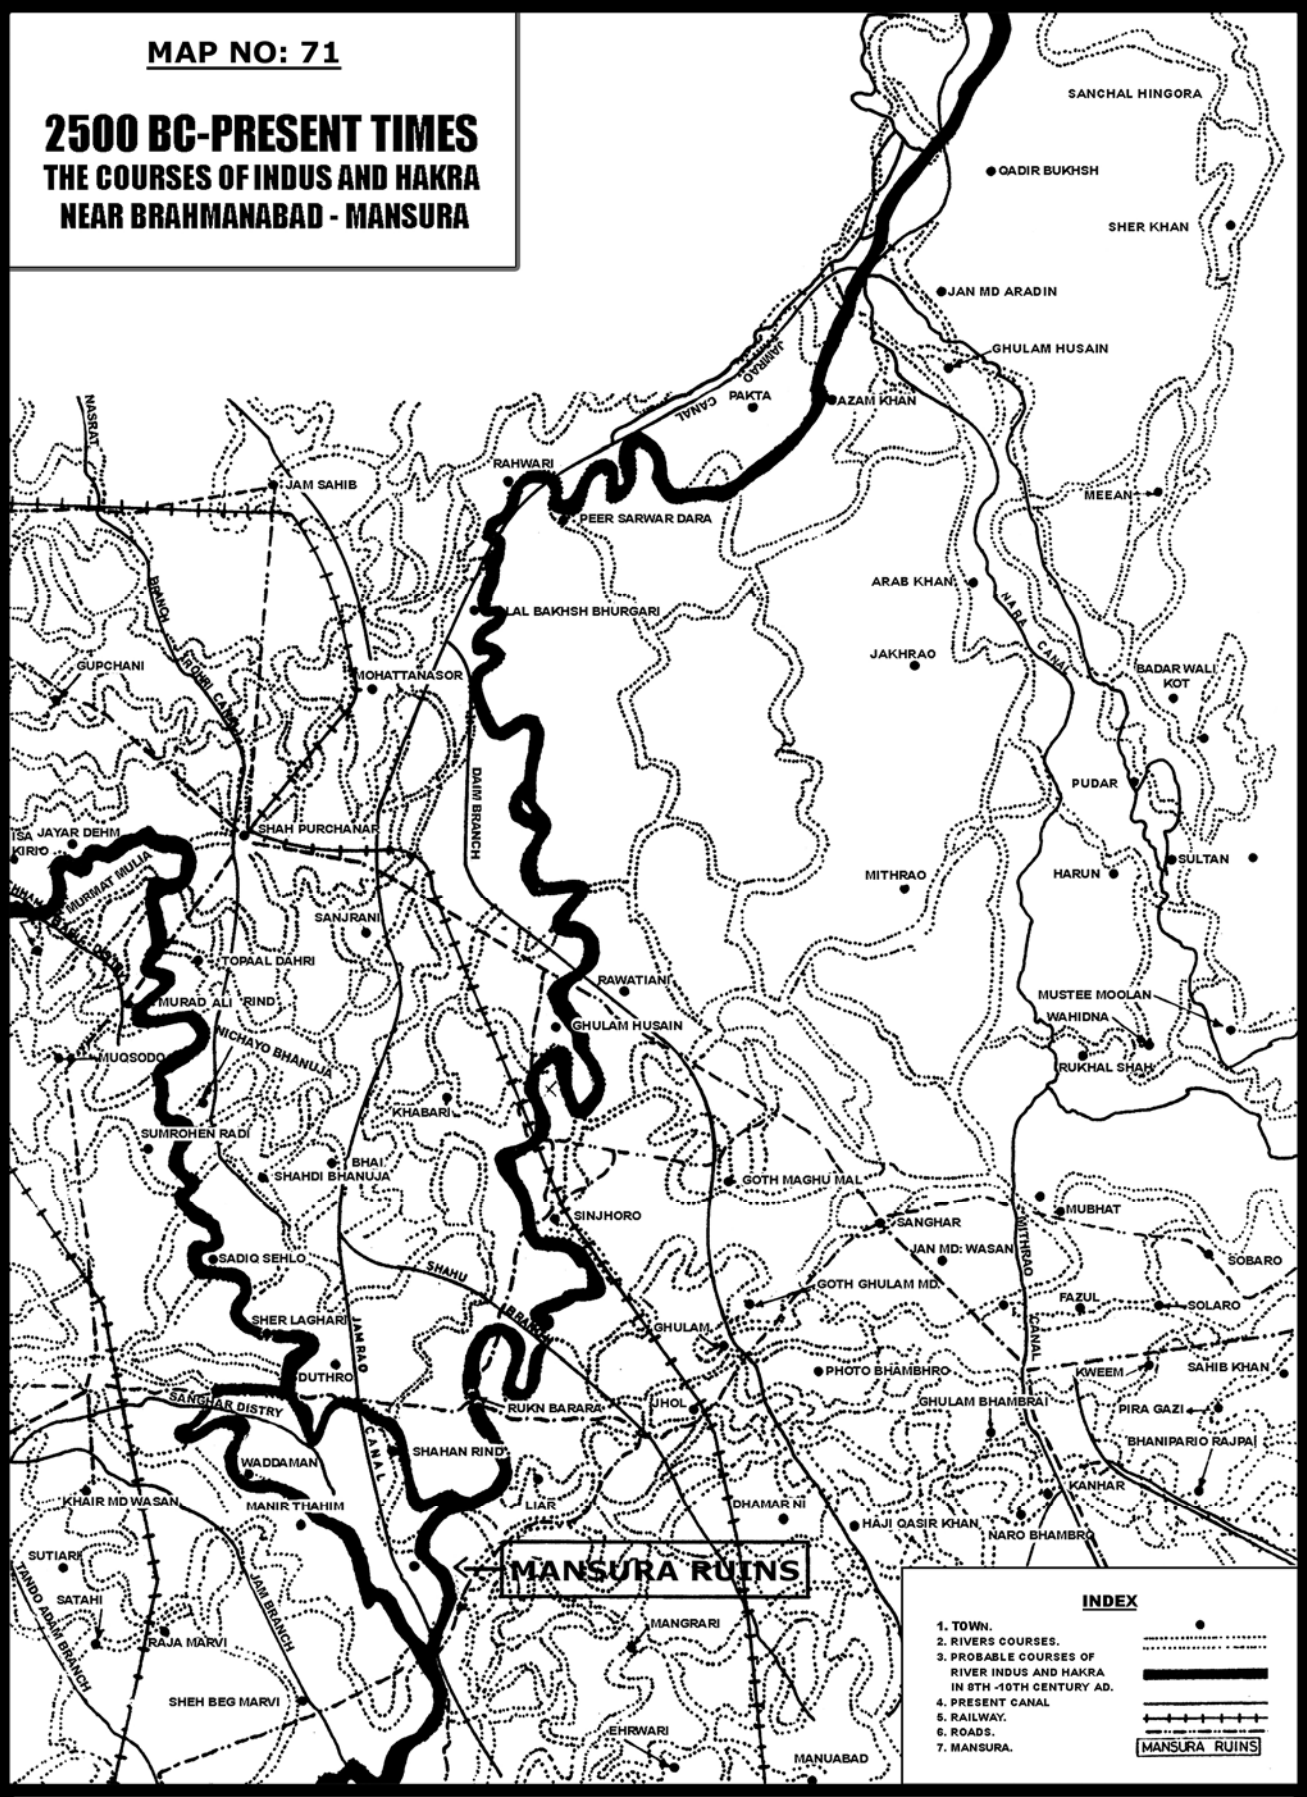 MAP NO: 71
2500 BC-PRESENT TIMES
THE COURSES OF INDUS AND HAKRA
NEAR BRAHMANABAD - MANSURA
SANCHAL HINGORA
QADIR BUKHSH
SHER KHAN
JAN MD ARADIN
GHULAM HUSAIN
JAMRAO
CANAL
PAKTA
AZAM KHAN
NASRAT
BRANCH
RAHWARI
JAM SAHIB
MEEAN
PEER SARWAR DARA
ARAB KHAN
LAL BAKHSH BHURGARI
NARA CANAL
JAKHRAO
GUPCHANI
ROHRI CANAL
MOHATTANASOR
BADAR WALI
KOT
DAIM BRANCH
PUDAR
SHAH PURCHANAR
ISA
KIRIO
JAYAR DEHM
MURMAT MULIA
SULTAN
HARUN
MITHRAO
SANJRANI
TOPAAL DAHRI
RAWATIANI
MURAD ALI RIND
MUSTEE MOOLAN
WAHIDNA
GHULAM HUSAIN
NICHAYO BHANUJA
MUQSODO
RUKHAL SHAH
KHABARI
SUMROHEN RADI
BHAI
SHAHDI BHANUJA
GOTH MAGHU MAL
MUBHAT
SINJHORO
SANGHAR
JAN MD: WASAN
MITHRAO
CANAL
SOBARO
SADIQ SEHLO
SHAHU
BRANCH
GOTH GHULAM MD.
FAZUL
SOLARO
SHER LAGHARI
JAMRAO
CANAL
GHULAM
DUTHRO
PHOTO BHAMBHRO
KWEEM
SAHIB KHAN
SANGHAR DISTRY
RUKN BARARA
JHOL
GHULAM BHAMBRAI
PIRA GAZI
SHAHAN RIND
BHANIPARIO RAJPAI
WADDAMAN
KHAIR MD WASAN
MANIR THAHIM
LIAR
DHAMAR NI
KANHAR
HAJI QASIR KHAN
NARO BHAMBRO
SUTIARI
MANSURA RUINS
TANDO ADAM BRANCH
SATAHI
JAM BRANCH
RAJA MARVI
MANGRARI
SHEH BEG MARVI
EHRWARI
MANUABAD
INDEX
1. TOWN.
2. RIVERS COURSES.
3. PROBABLE COURSES OF
RIVER INDUS AND HAKRA
IN 8TH -10TH CENTURY AD.
4. PRESENT CANAL
5. RAILWAY.
6. ROADS.
7. MANSURA.
MANSURA RUINS